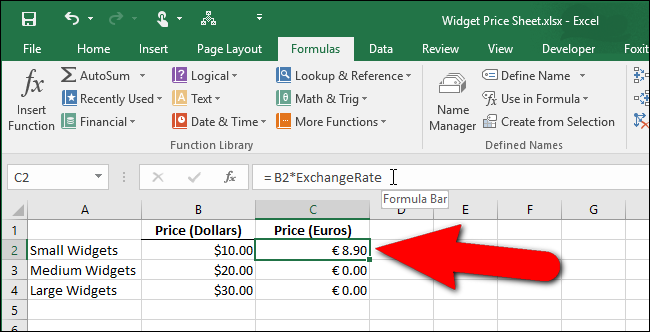 Widget Price Sheet.xlsx - Excel
File Home Insert Page Layout Formulas Data Review View Developer Foxit
fx Insert Function
AutoSum
Recently Used
Financial
Logical
Text
Date & Time
Lookup & Reference
Math & Trig
More Functions
Function Library
Name Manager
Define Name
Use in Formula
Create from Selection
Defined Names
C2 fx = B2*ExchangeRate
Formula Bar
A B C D E F G
1 Price (Dollars) Price (Euros)
2 Small Widgets $10.00 € 8.90
3 Medium Widgets $20.00 € 0.00
4 Large Widgets $30.00 € 0.00
5